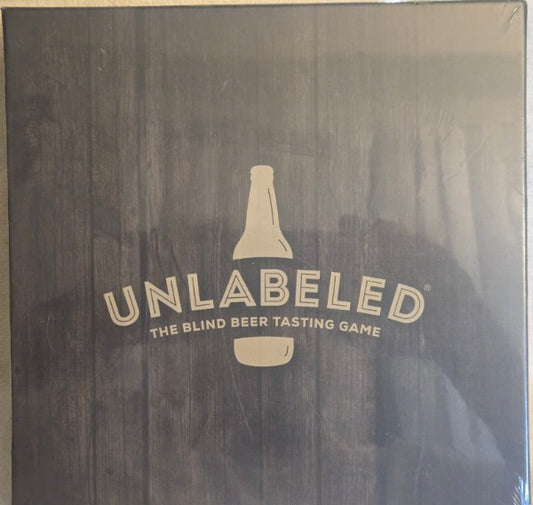 UNLABELED®
THE BLIND BEER TASTING GAME